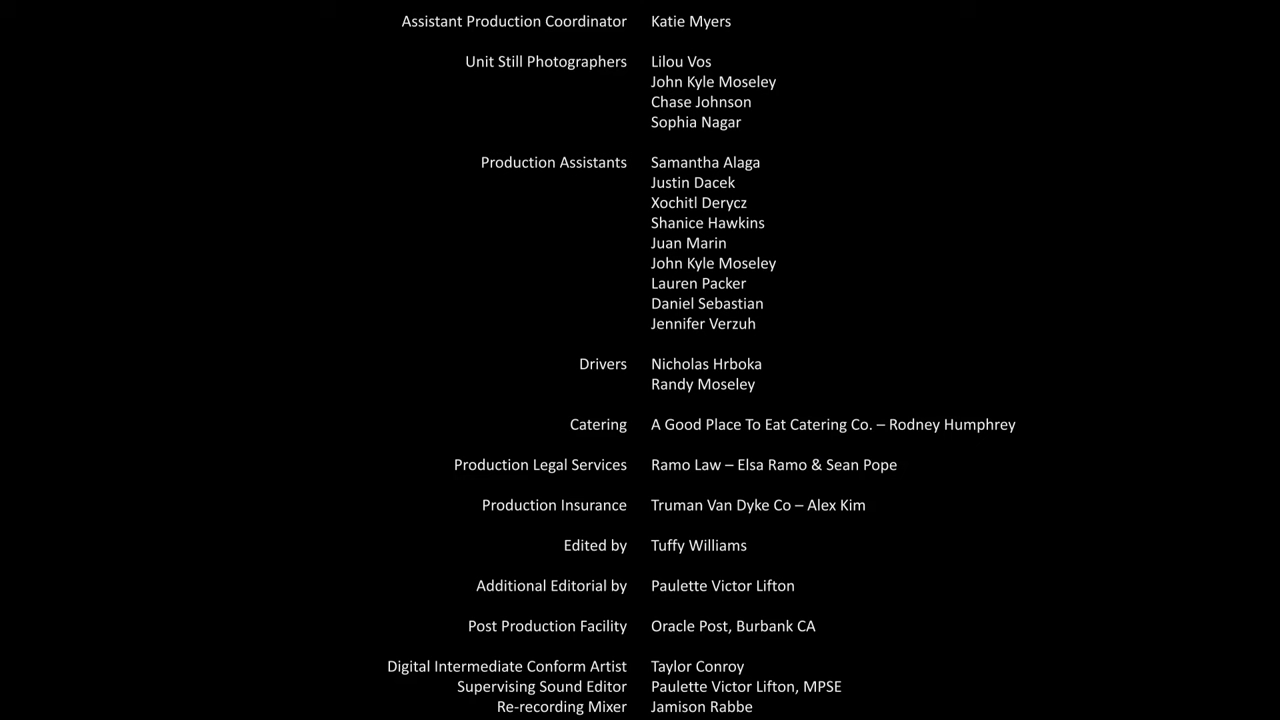 Assistant Production Coordinator Katie Myers
Unit Still Photographers Lilou Vos
John Kyle Moseley
Chase Johnson
Sophia Nagar
Production Assistants Samantha Alaga
Justin Dacek
Xochitl Derycz
Shanice Hawkins
Juan Marin
John Kyle Moseley
Lauren Packer
Daniel Sebastian
Jennifer Verzuh
Drivers Nicholas Hrboka
Randy Moseley
Catering A Good Place To Eat Catering Co. – Rodney Humphrey
Production Legal Services Ramo Law – Elsa Ramo & Sean Pope
Production Insurance Truman Van Dyke Co – Alex Kim
Edited by Tuffy Williams
Additional Editorial by Paulette Victor Lifton
Post Production Facility Oracle Post, Burbank CA
Digital Intermediate Conform Artist Taylor Conroy
Supervising Sound Editor Paulette Victor Lifton, MPSE
Re-recording Mixer Jamison Rabbe